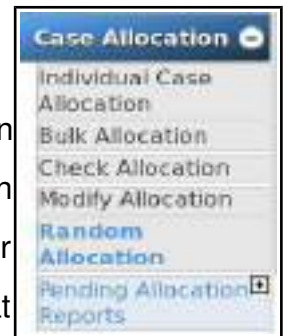 Case Allocation
Individual Case
Allocation
n
Bulk Allocation
Check Allocation
n
Modify Allocation
r
Random
Allocation
t
Pending Allocation
Reports